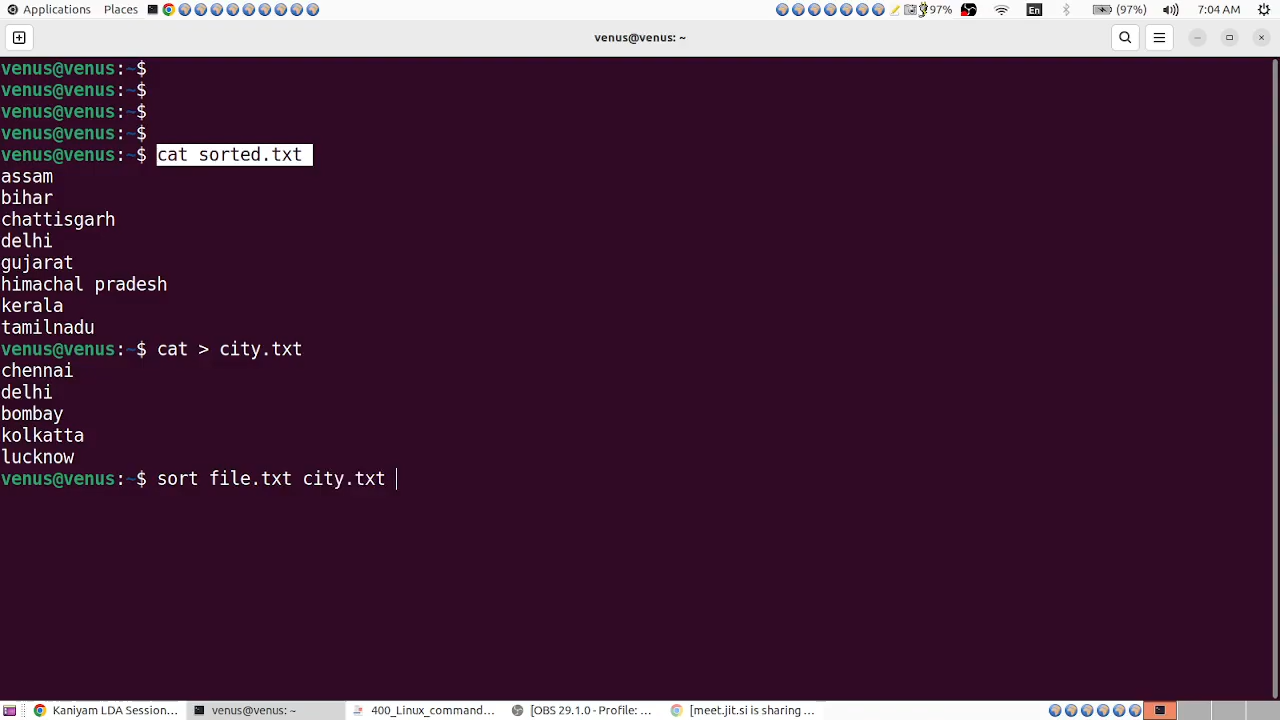 Applications Places 97% En (97%) 7:04 AM
venus@venus: ~
venus@venus:~$
venus@venus:~$
venus@venus:~$
venus@venus:~$
venus@venus:~$ cat sorted.txt
assam
bihar
chattisgarh
delhi
gujarat
himachal pradesh
kerala
tamilnadu
venus@venus:~$ cat > city.txt
chennai
delhi
bombay
kolkatta
lucknow
venus@venus:~$ sort file.txt city.txt
Kaniyam LDA Session... venus@venus: ~ 400_Linux_command... [OBS 29.1.0 - Profile: ... [meet.jit.si is sharing ...